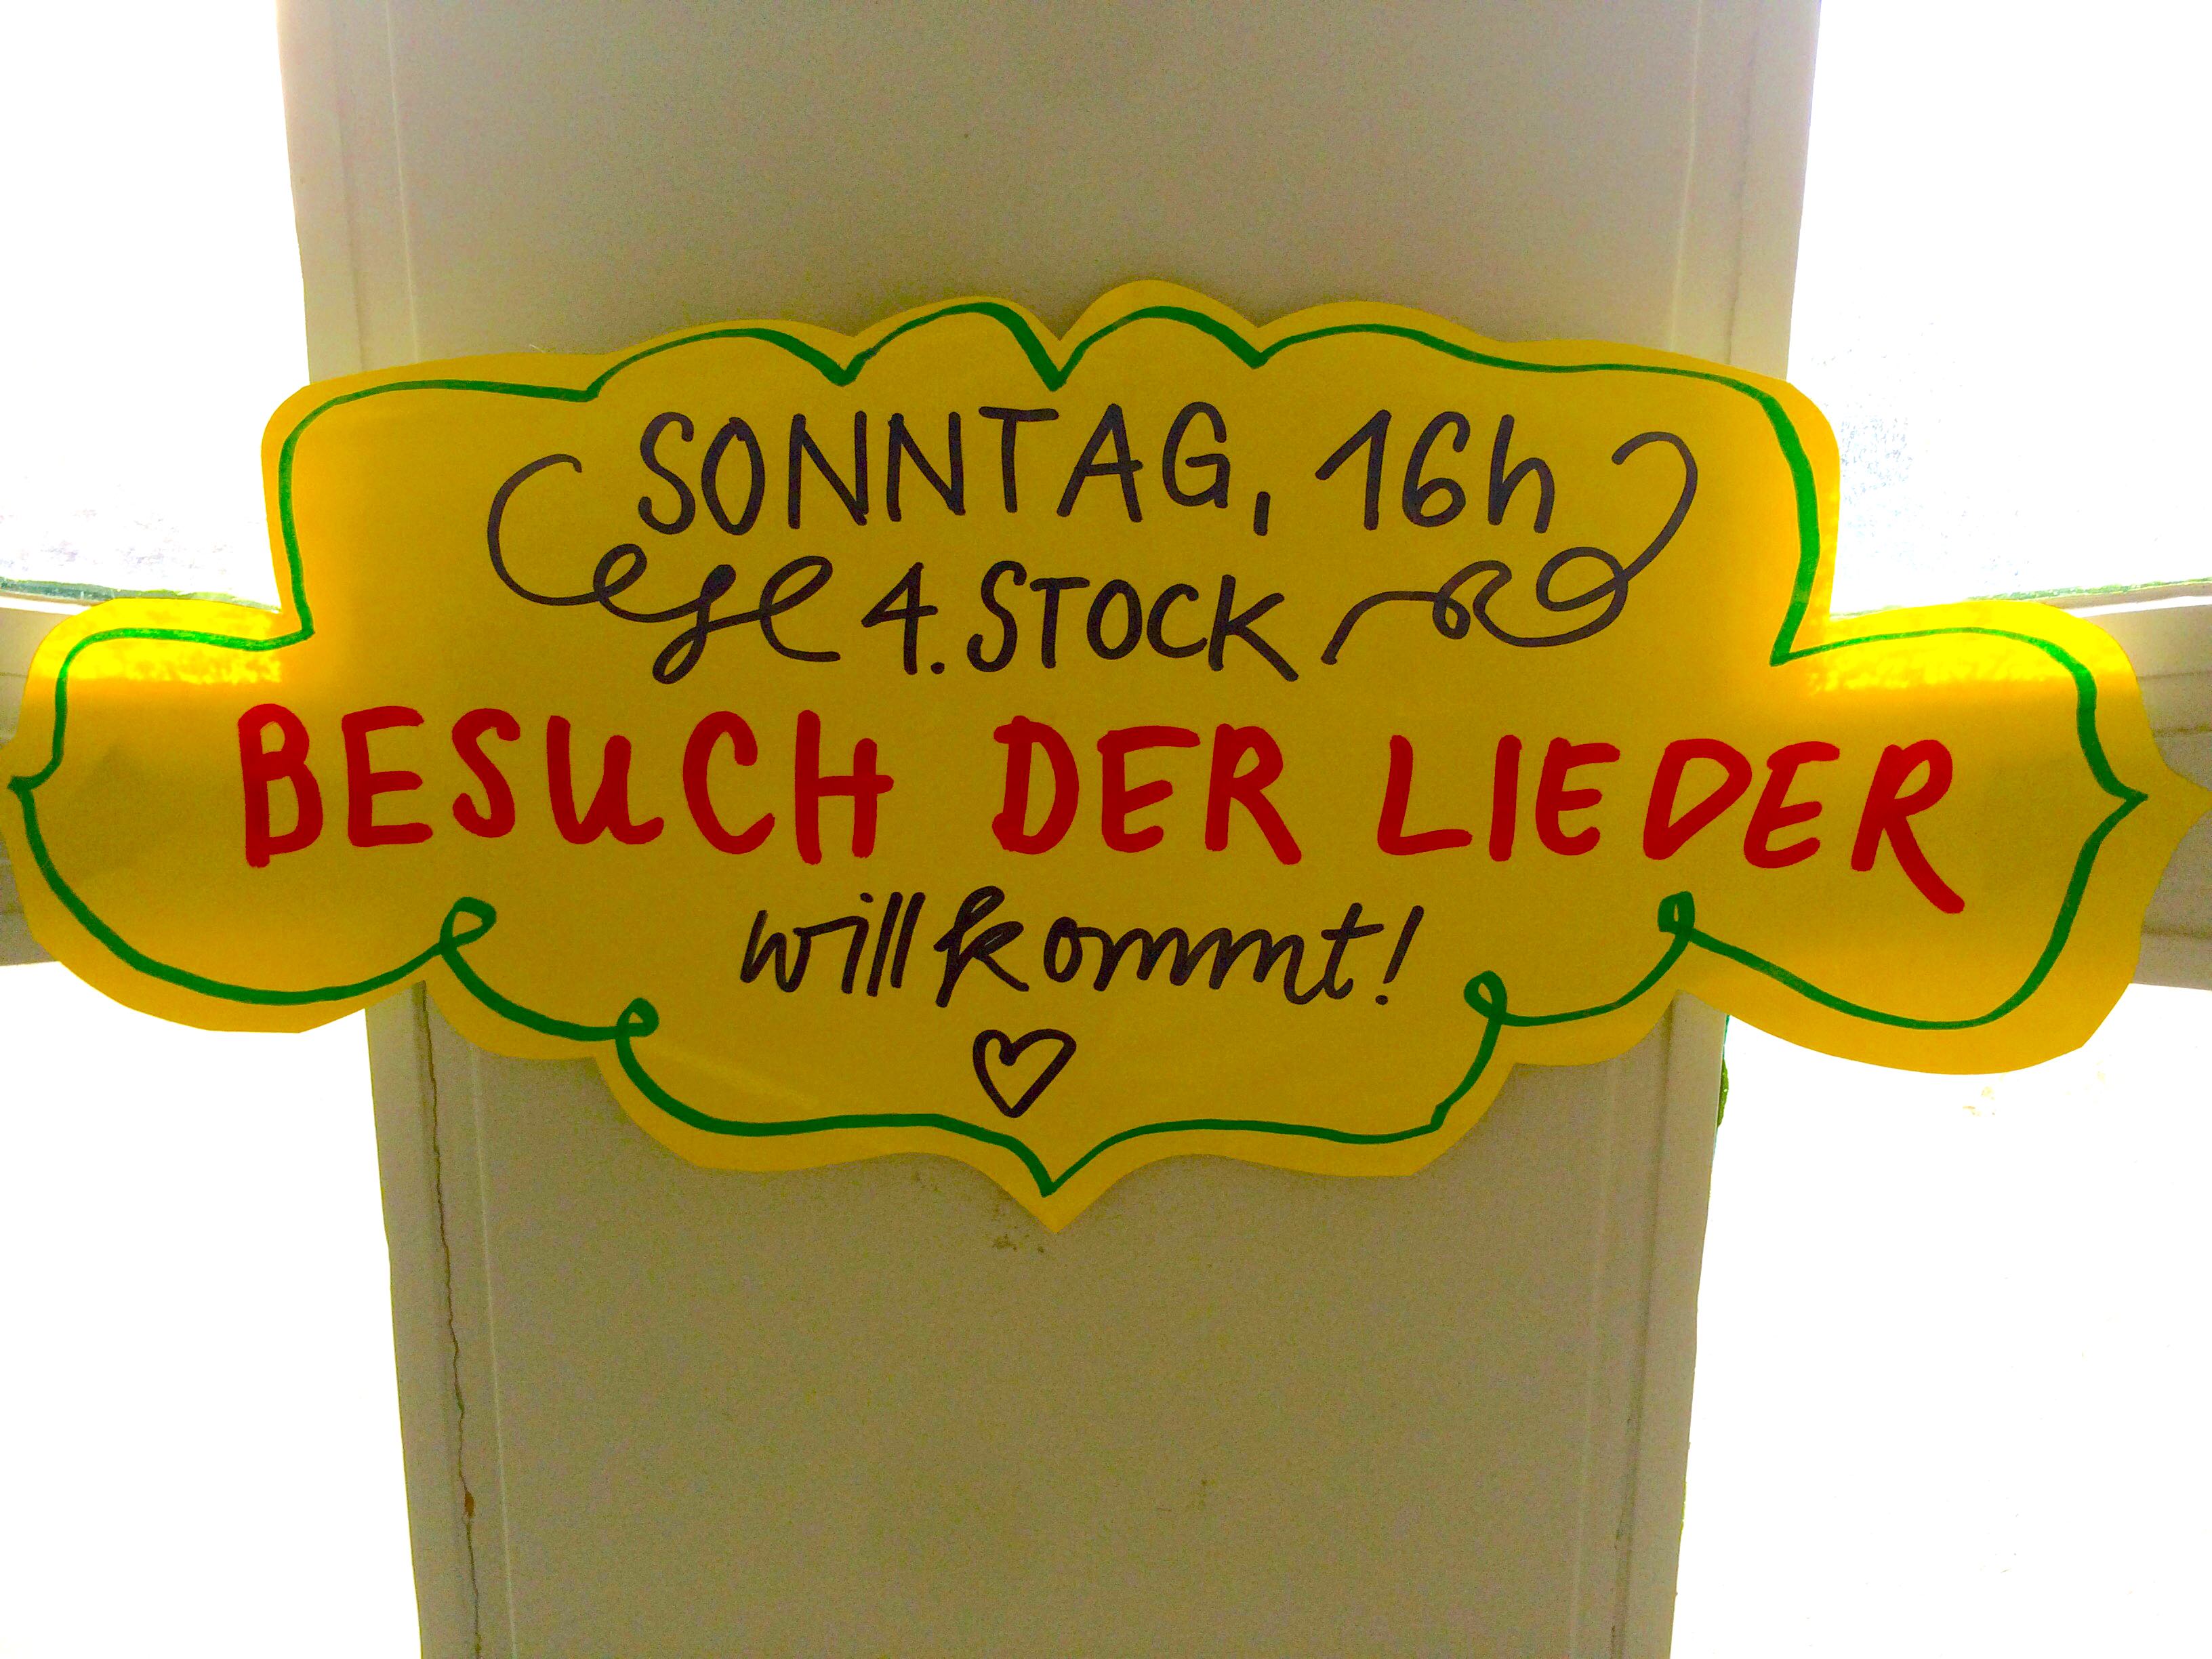 SONNTAG, 16h
4. STOCK
BESUCH DER LIEDER
willkommt!